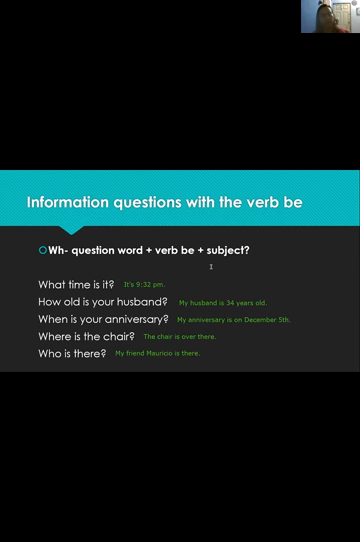 Information questions with the verb be
Wh- question word + verb be + subject?
What time is it? It's 9:32 pm.
How old is your husband? My husband is 34 years old.
When is your anniversary? My anniversary is on December 5th.
Where is the chair? The chair is over there.
Who is there? My friend Mauricio is there.